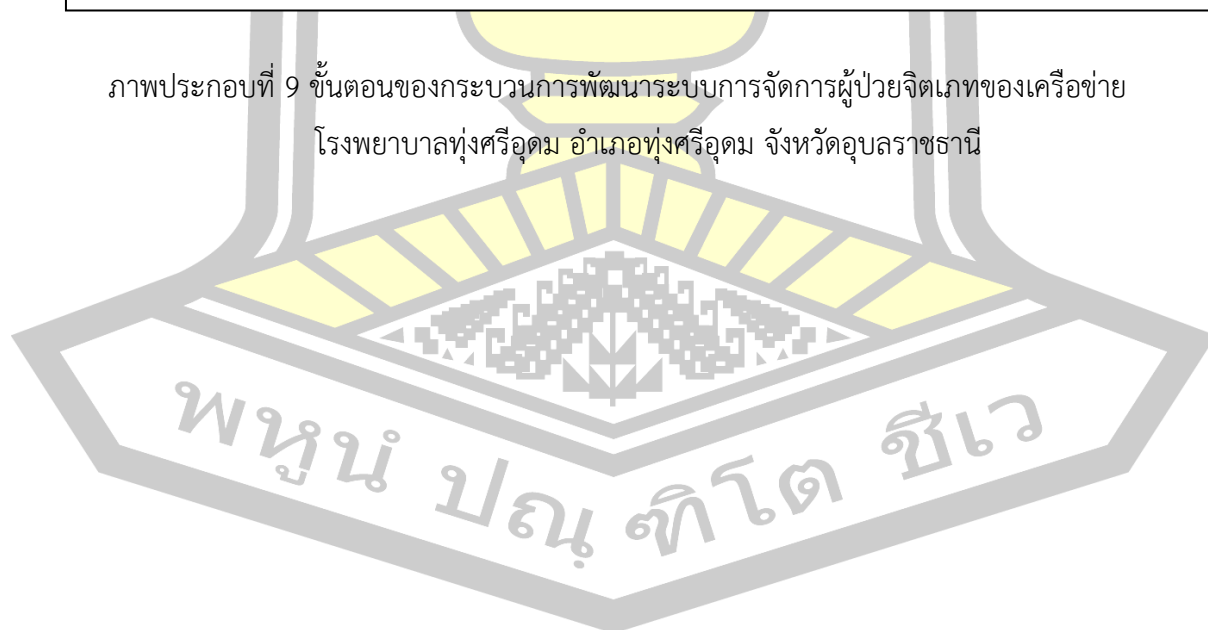 ภาพประกอบที่ 9 ขั้นตอนของกระบวนการพัฒนาระบบการจัดการผู้ป่วยจิตเภทของเครือข่าย
โรงพยาบาลทุ่งศรีอุดม อำเภอทุ่งศรีอุดม จังหวัดอุบลราชธานี
พหูนํ ปณฺฑิโต ชีเว